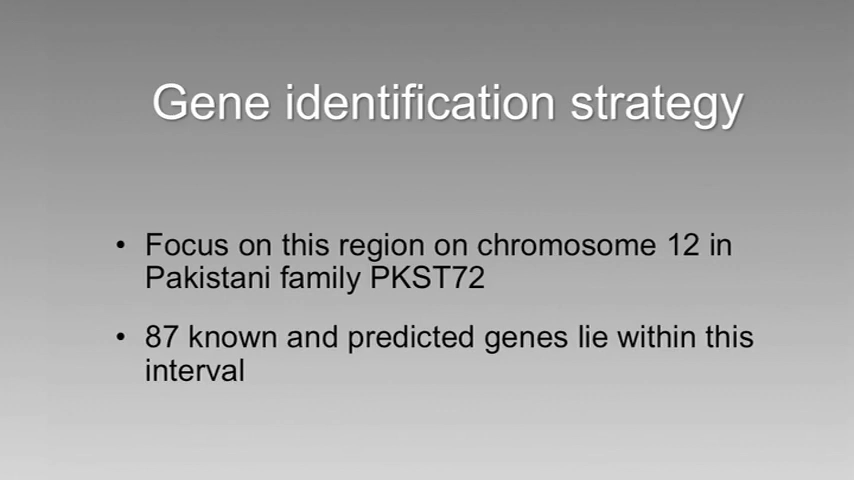 Gene identification strategy
• Focus on this region on chromosome 12 in
Pakistani family PKST72
• 87 known and predicted genes lie within this
interval